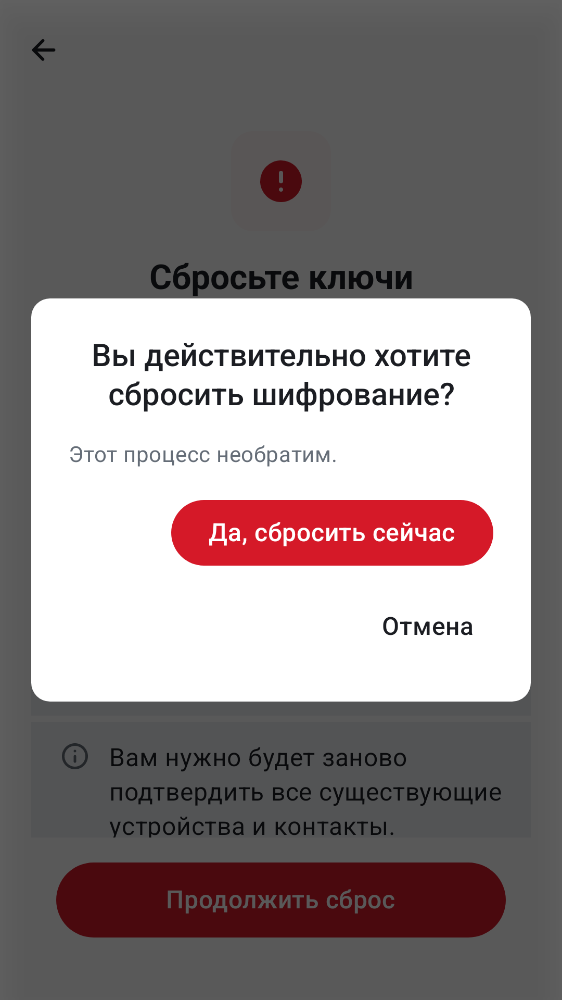 Сбросьте ключи
Вы действительно хотите
сбросить шифрование?
Этот процесс необратим.
Да, сбросить сейчас
Отмена
Вам нужно будет заново
подтвердить все существующие
устройства и контакты.
Продолжить сброс